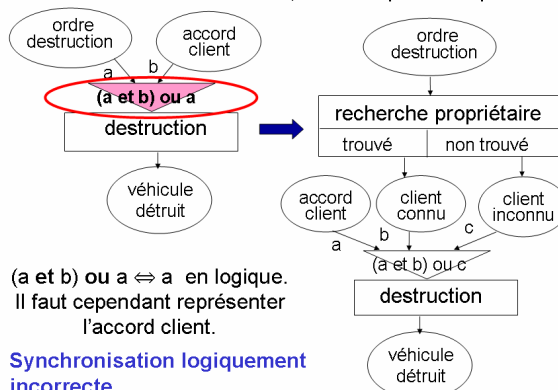 ordre
destruction
accord
client
a
b
(a et b) ou a
destruction
véhicule
détruit
(a et b) ou a ⇔ a en logique.
Il faut cependant représenter
l'accord client.
Synchronisation logiquement
incorrecte
ordre
destruction
recherche propriétaire
trouvé
non trouvé
accord
client
client
connu
client
inconnu
a
b
c
(a et b) ou c
destruction
véhicule
détruit